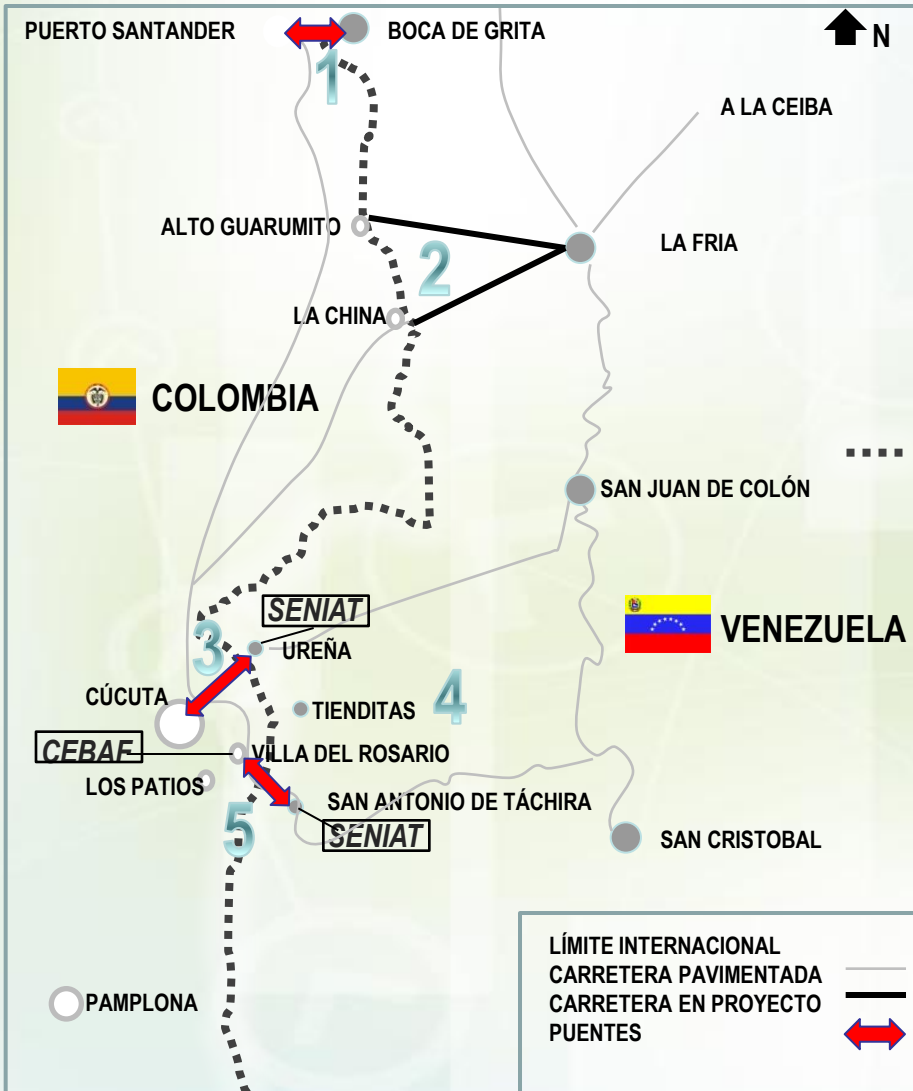 PUERTO SANTANDER
BOCA DE GRITA
N
1
A LA CEIBA
ALTO GUARUMITO
LA FRIA
2
LA CHINA
COLOMBIA
SAN JUAN DE COLÓN
SENIAT
VENEZUELA
3
UREÑA
CÚCUTA
TIENDITAS
4
CEBAF
VILLA DEL ROSARIO
LOS PATIOS
SAN ANTONIO DE TÁCHIRA
5
SENIAT
SAN CRISTOBAL
PAMPLONA
LÍMITE INTERNACIONAL
CARRETERA PAVIMENTADA
CARRETERA EN PROYECTO
PUENTES